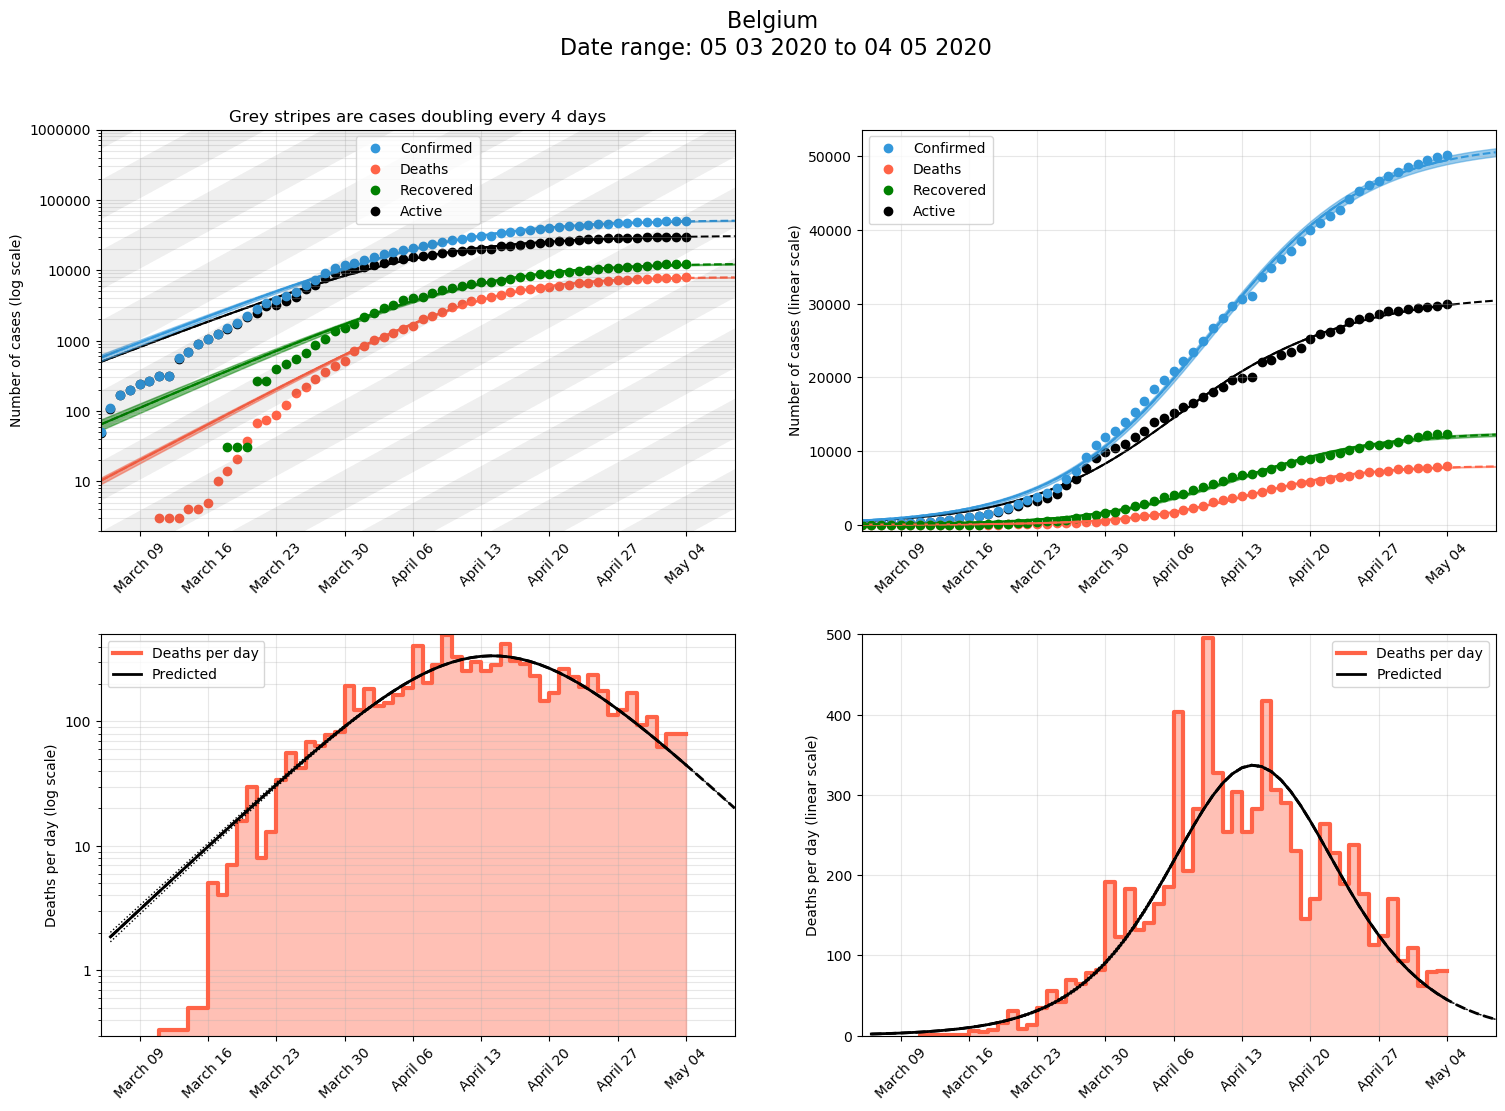 Belgium
Date range: 05 03 2020 to 04 05 2020
Grey stripes are cases doubling every 4 days
Number of cases (log scale)
1000000
100000
10000
1000
100
10
Confirmed
Deaths
Recovered
Active
March 09
March 16
March 23
March 30
April 06
April 13
April 20
April 27
May 04
Number of cases (linear scale)
50000
40000
30000
20000
10000
0
Confirmed
Deaths
Recovered
Active
March 09
March 16
March 23
March 30
April 06
April 13
April 20
April 27
May 04
Deaths per day (log scale)
100
10
1
Deaths per day
Predicted
March 09
March 16
March 23
March 30
April 06
April 13
April 20
April 27
May 04
Deaths per day (linear scale)
500
400
300
200
100
0
Deaths per day
Predicted
March 09
March 16
March 23
March 30
April 06
April 13
April 20
April 27
May 04